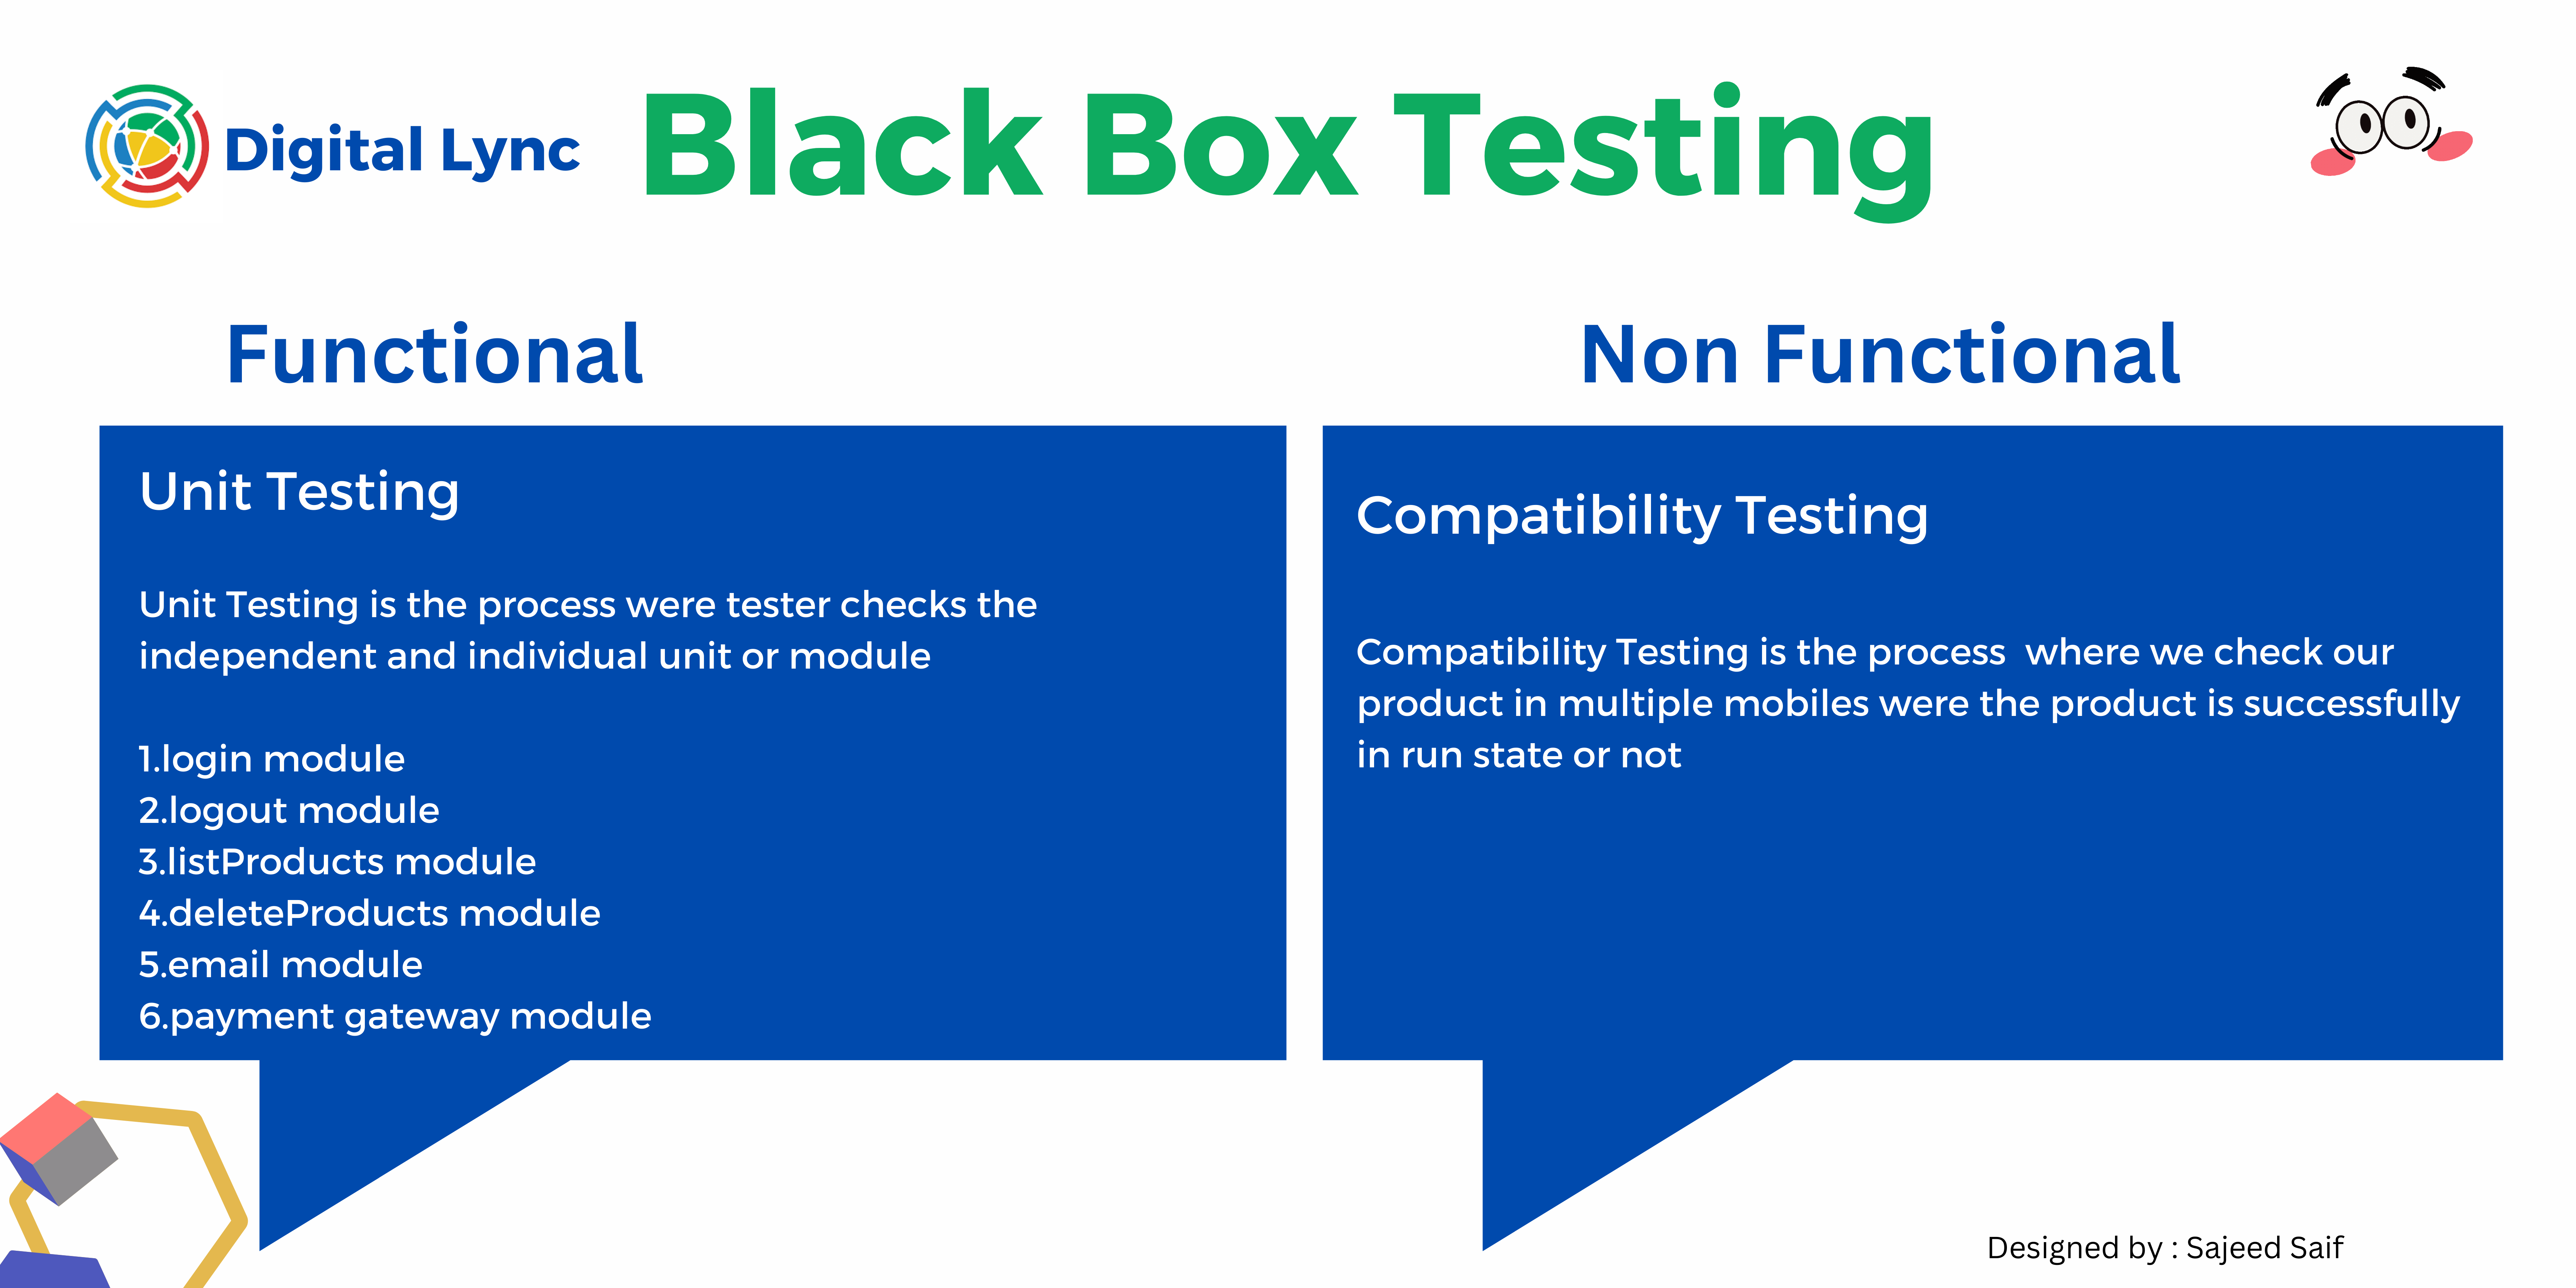 Digital Lync
Black Box Testing
Functional
Unit Testing
Unit Testing is the process were tester checks the
independent and individual unit or module
1.login module
2.logout module
3.listProducts module
4.deleteProducts module
5.email module
6.payment gateway module
Non Functional
Compatibility Testing
Compatibility Testing is the process  where we check our
product in multiple mobiles were the product is successfully
in run state or not
Designed by : Sajeed Saif